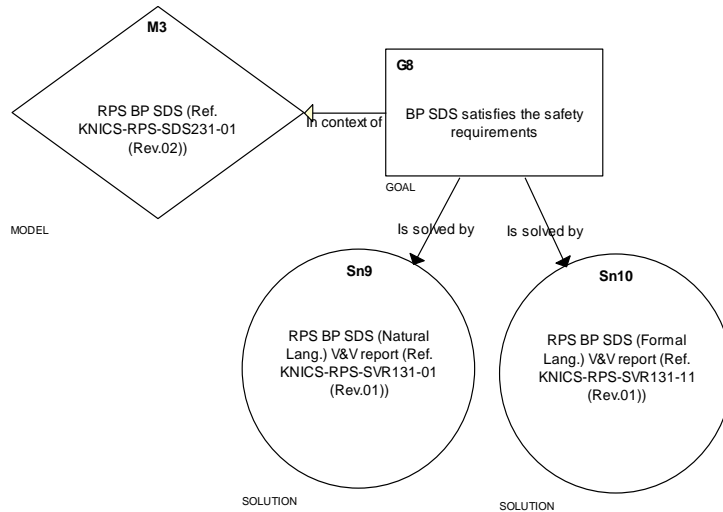 M3
RPS BP SDS (Ref.
KNICS-RPS-SDS231-01
(Rev.02))
MODEL
In context of
G8
BP SDS satisfies the safety
requirements
GOAL
Is solved by
Is solved by
Sn9
RPS BP SDS (Natural
Lang.) V&V report (Ref.
KNICS-RPS-SVR131-01
(Rev.01))
SOLUTION
Sn10
RPS BP SDS (Formal
Lang.) V&V report (Ref.
KNICS-RPS-SVR131-11
(Rev.01))
SOLUTION